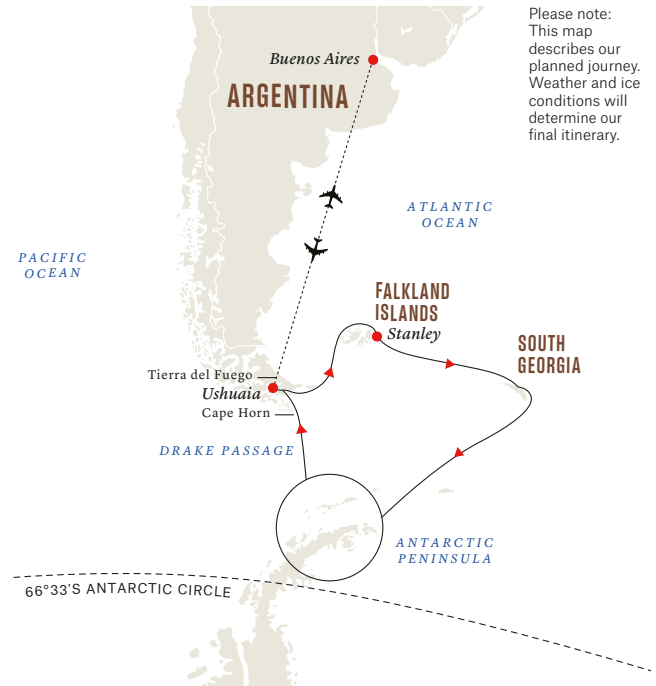 Please note:
This map
describes our
planned journey.
Weather and ice
conditions will
determine our
final itinerary.
Buenos Aires
ARGENTINA
ATLANTIC
OCEAN
PACIFIC
OCEAN
FALKLAND
ISLANDS
Stanley
SOUTH
GEORGIA
Tierra del Fuego
Ushuaia
Cape Horn
DRAKE PASSAGE
ANTARCTIC
PENINSULA
66°33'S ANTARCTIC CIRCLE